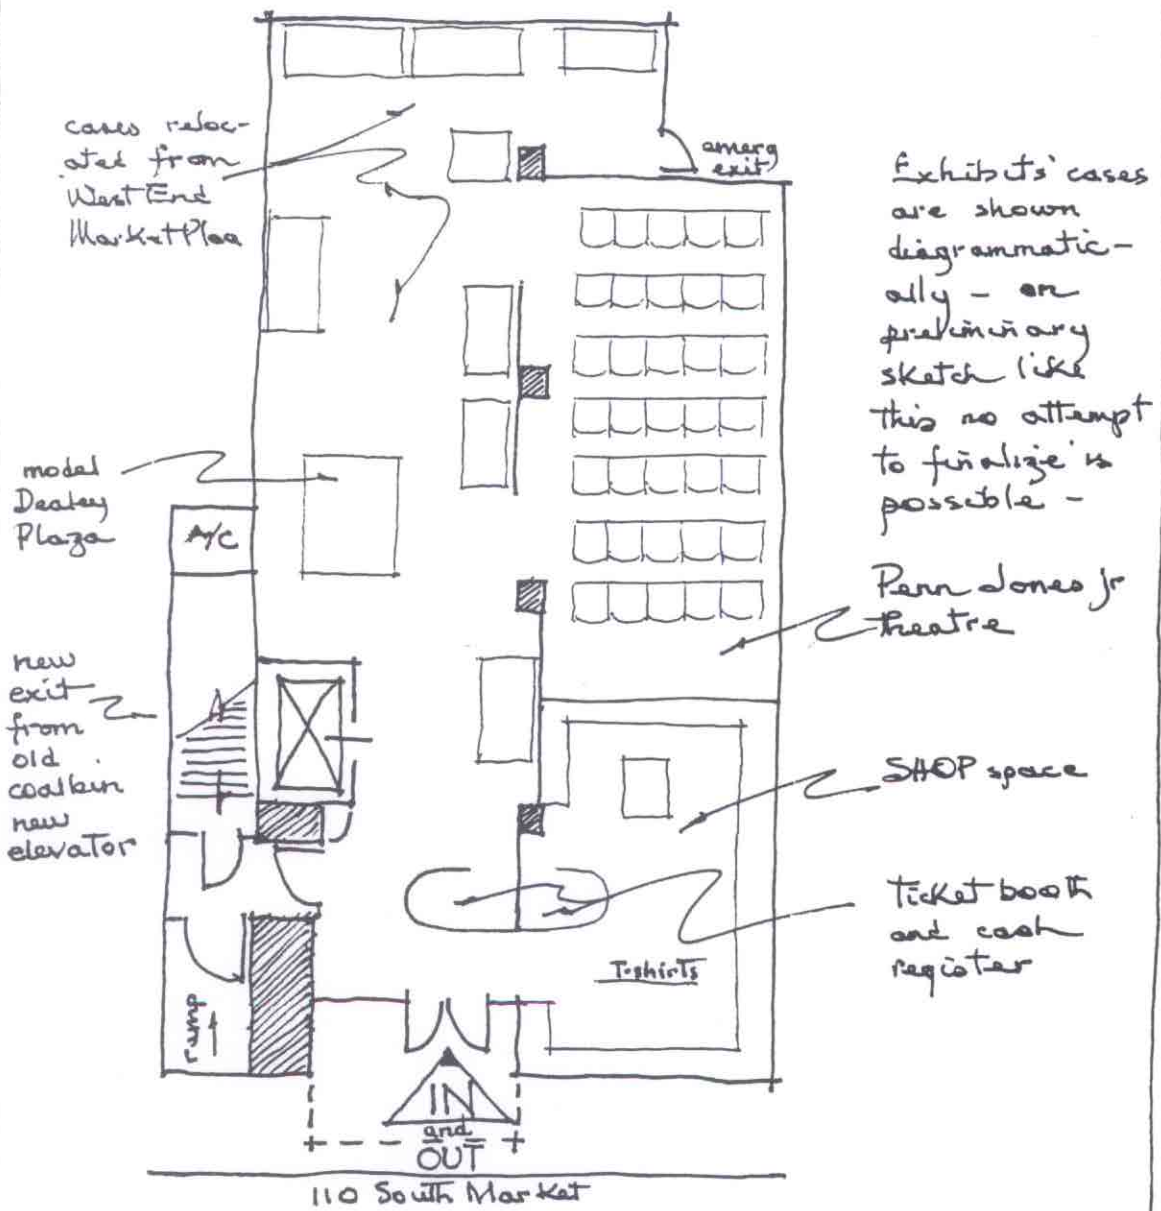 cases reloc-
ated from
West End
MarketPlaa
emerg
exit
Exhibits' cases
are shown
diagrammatic-
ally - on
preliminary
sketch like
this no attempt
to finalize is
possible -
model
Dealey
Plaza
A/C
Penn Jones jr
Theatre
new
exit
from
old
coalbin
new
elevator
SHOP space
Ticket booth
and cash
register
T-shirts
ramp
IN
and
OUT
110 South Market